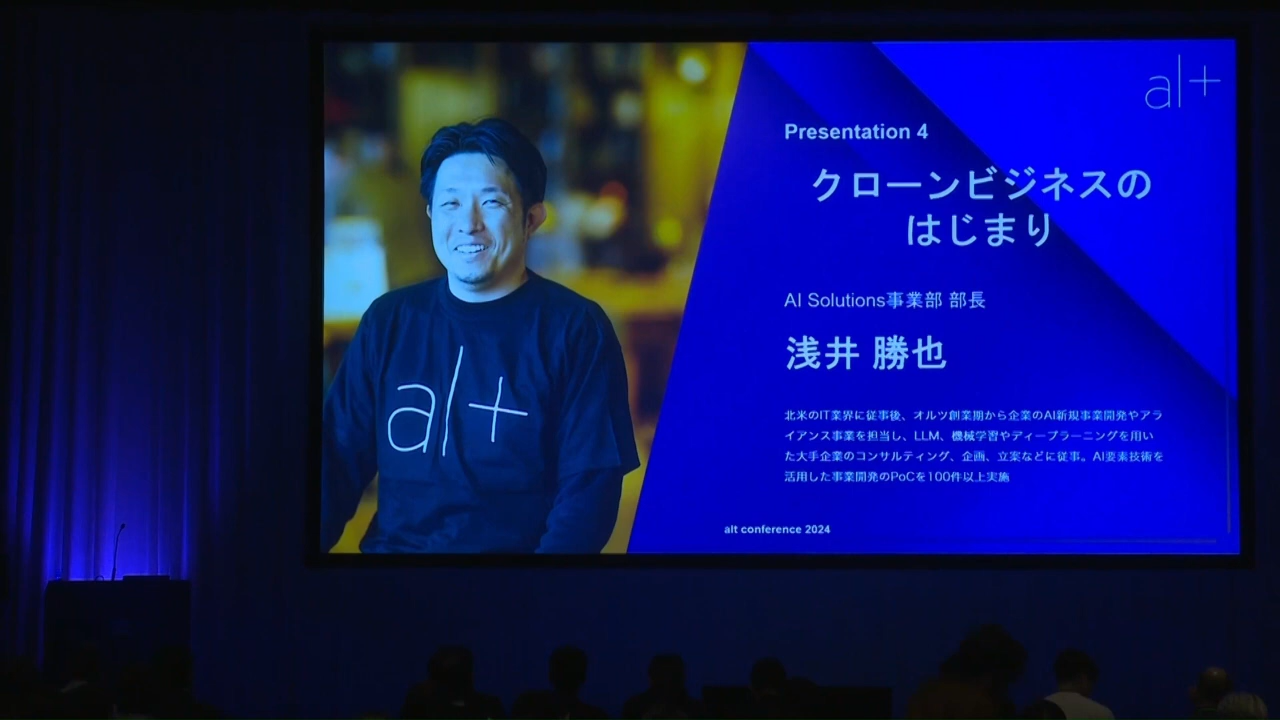 al+
Presentation 4
クローンビジネスの
はじまり
AI Solutions事業部 部長
浅井 勝也
al+
北米のIT業界に従事後、オルツ創業期から企業のAI新規事業開発やアラ
イアンス事業を担当し、LLM、機械学習やディープラーニングを用い
た大手企業のコンサルティング、企画、立案などに従事。AI要素技術を
活用した事業開発のPoCを100件以上実施
alt conference 2024